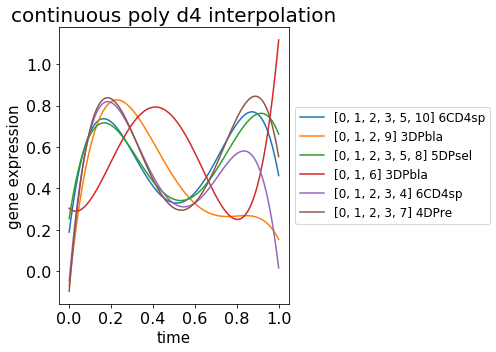 continuous poly d4 interpolation
gene expression
1.0
0.8
0.6
0.4
0.2
0.0
0.0 0.2 0.4 0.6 0.8 1.0
time
[0, 1, 2, 3, 5, 10] 6CD4sp
[0, 1, 2, 9] 3DPbla
[0, 1, 2, 3, 5, 8] 5DPsel
[0, 1, 6] 3DPbla
[0, 1, 2, 3, 4] 6CD4sp
[0, 1, 2, 3, 7] 4DPre